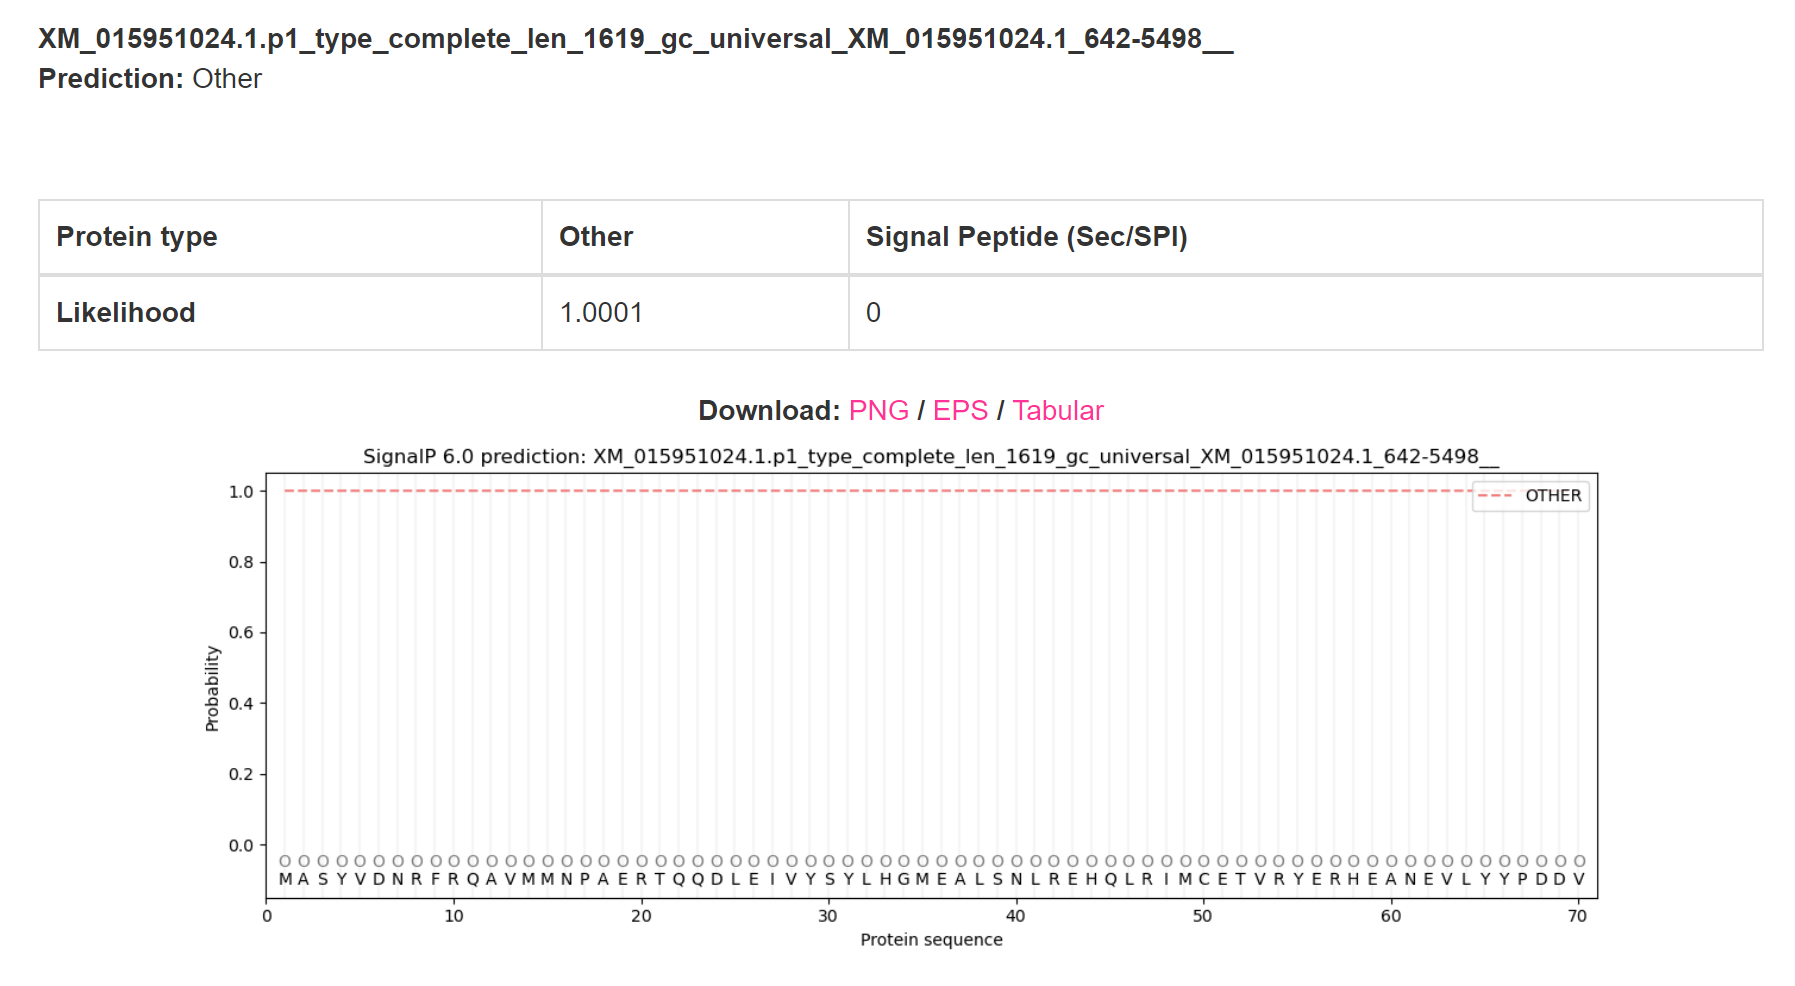 XM_015951024.1.p1_type_complete_len_1619_gc_universal_XM_015951024.1_642-5498__
Prediction: Other
Protein type Other Signal Peptide (Sec/SPI)
Likelihood 1.0001 0
Download: PNG / EPS / Tabular
SignalP 6.0 prediction: XM_015951024.1.p1_type_complete_len_1619_gc_universal_XM_015951024.1_642-5498__
1.0
OTHER
0.8
0.6
0.4
0.2
0.0
Probability
O O O O O O O O O O O O O O O O O O O O O O O O O O O O O O O O O O O O O O O O O O O O O O O O O O O O O O O O O O O O O O O O O O O O O O
M A S Y V D N R F R Q A V M M N P A E R T Q Q D L E I V Y S Y L H G M E A L S N L R E H Q L R I M C E T V R Y E R H E A N E V L Y Y P D D V
0 10 20 30 40 50 60 70
Protein sequence